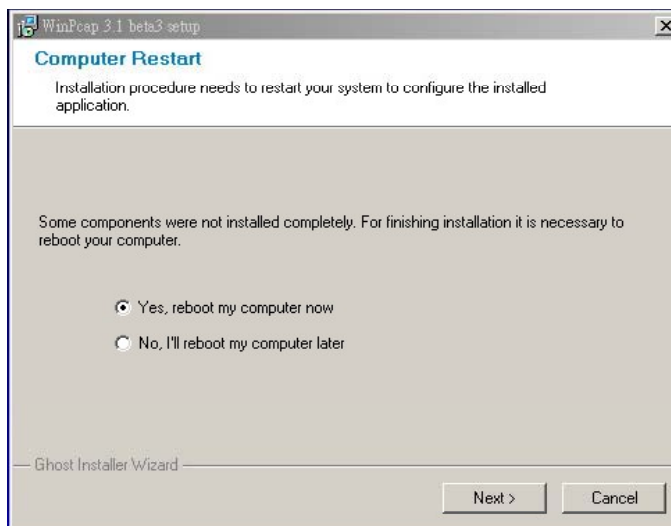 WinPcap 3.1 beta3 setup
Computer Restart
Installation procedure needs to restart your system to configure the installed
application.
Some components were not installed completely. For finishing installation it is necessary to
reboot your computer.
Yes, reboot my computer now
No, I'll reboot my computer later
Ghost Installer Wizard
Next >
Cancel